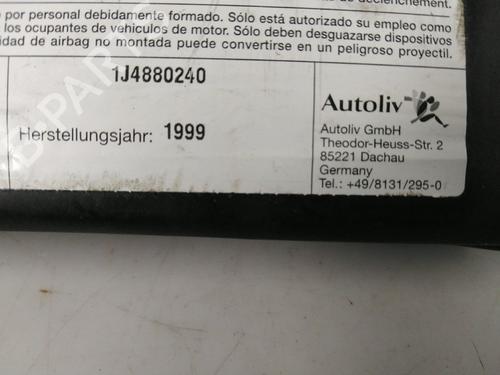 déclenchement.
por personal debidamente formado. Sólo está autorizado su empleo como
los ocupantes de vehículos de motor. Sólo deben desguazarse dispositivos
idad de airbag no montada puede convertirse en un peligroso proyectil.
1J4880240
Herstellungsjahr: 1999
Autoliv
Autoliv GmbH
Theodor-Heuss-Str. 2
85221 Dachau
Germany
Tel.: +49/8131/295-0